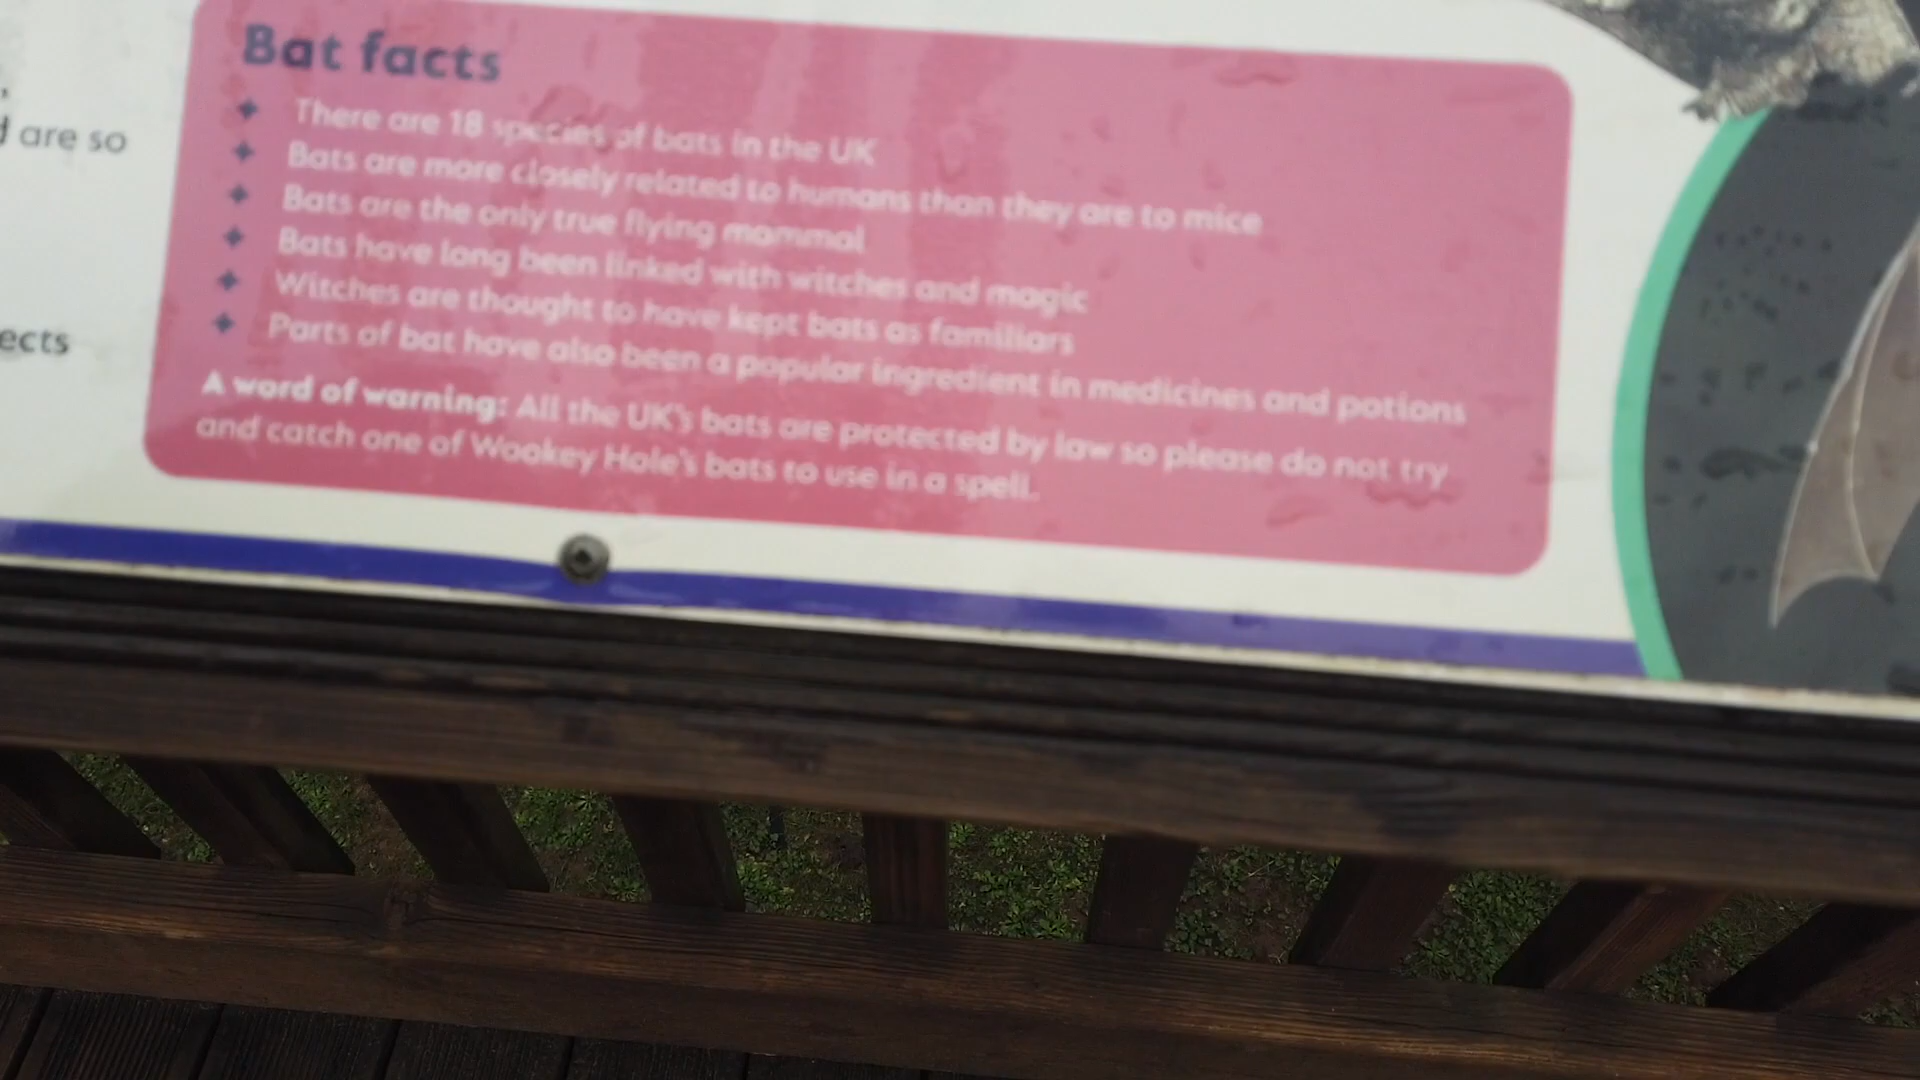 Bat facts
There are 18 species of bats in the UK
Bats are more closely related to humans than they are to mice
Bats are the only true flying mammal
Bats have long been linked with witches and magic
Witches are thought to have kept bats as familiars
Parts of bat have also been a popular ingredient in medicines and potions
A word of warning: All the UK's bats are protected by law so please do not try
and catch one of Wookey Hole's bats to use in a spell.
are so
ects